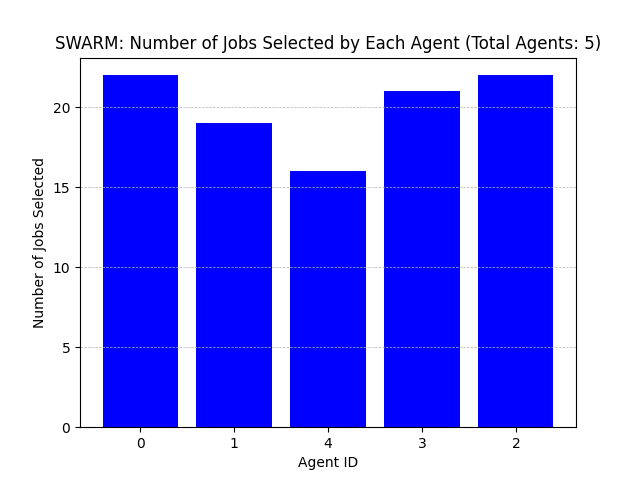 SWARM: Number of Jobs Selected by Each Agent (Total Agents: 5)
Number of Jobs Selected
20
15
10
5
0
0 1 4 3 2
Agent ID